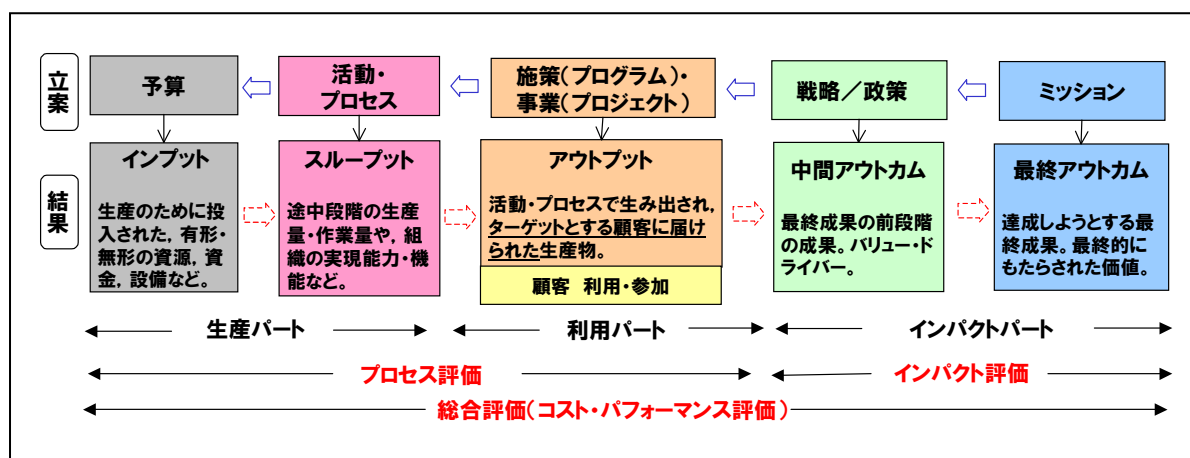 立案
予算
活動・
プロセス
施策(プログラム)・
事業(プロジェクト)
戦略/政策
ミッション
結果
インプット
生産のために投
入された，有形・
無形の資源，資
金，設備など。
スループット
途中段階の生産
量・作業量や，組
織の実現能力・機
能など。
アウトプット
活動・プロセスで生み出され，
ターゲットとする顧客に届け
られた生産物。
顧客 利用・参加
中間アウトカム
最終成果の前段階
の成果。バリュー・ド
ライバー。
最終アウトカム
達成しようとする最
終成果。最終的に
もたらされた価値。
生産パート
利用パート
インパクトパート
プロセス評価
インパクト評価
総合評価(コスト・パフォーマンス評価)